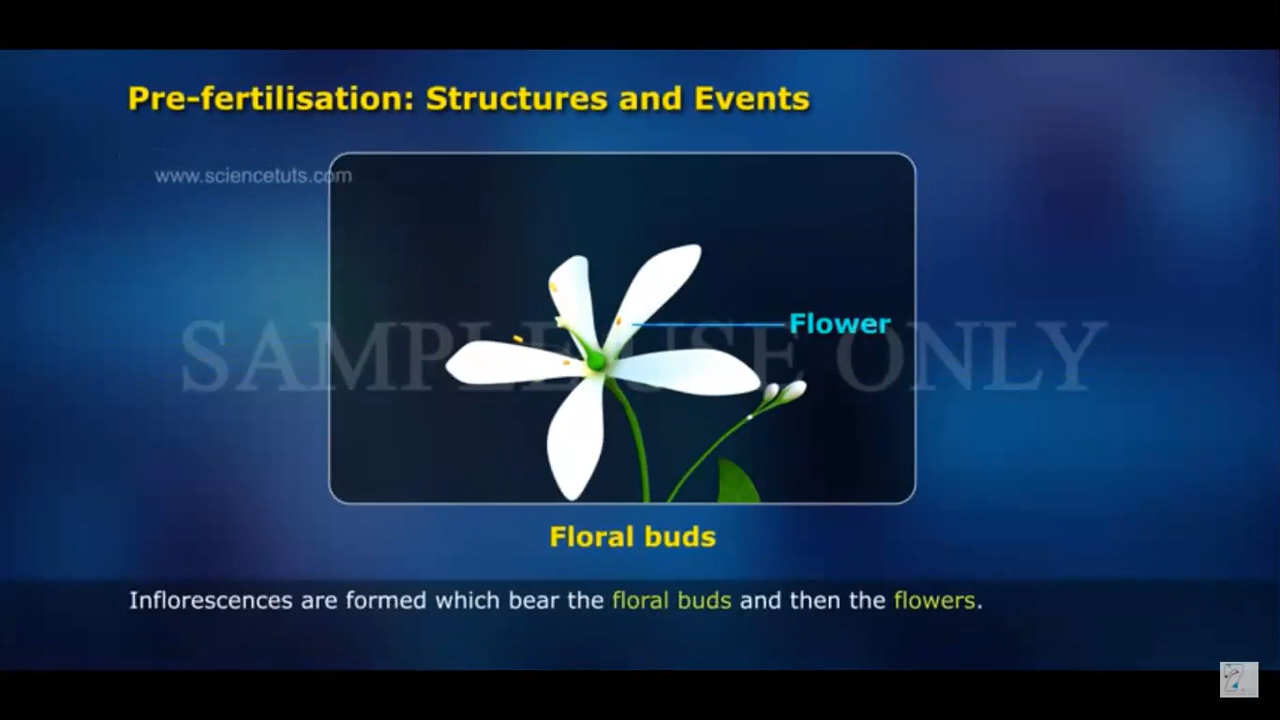 Pre-fertilisation: Structures and Events
www.sciencetuts.com
SAMPLE USE ONLY
Flower
Floral buds
Inflorescences are formed which bear the floral buds and then the flowers.